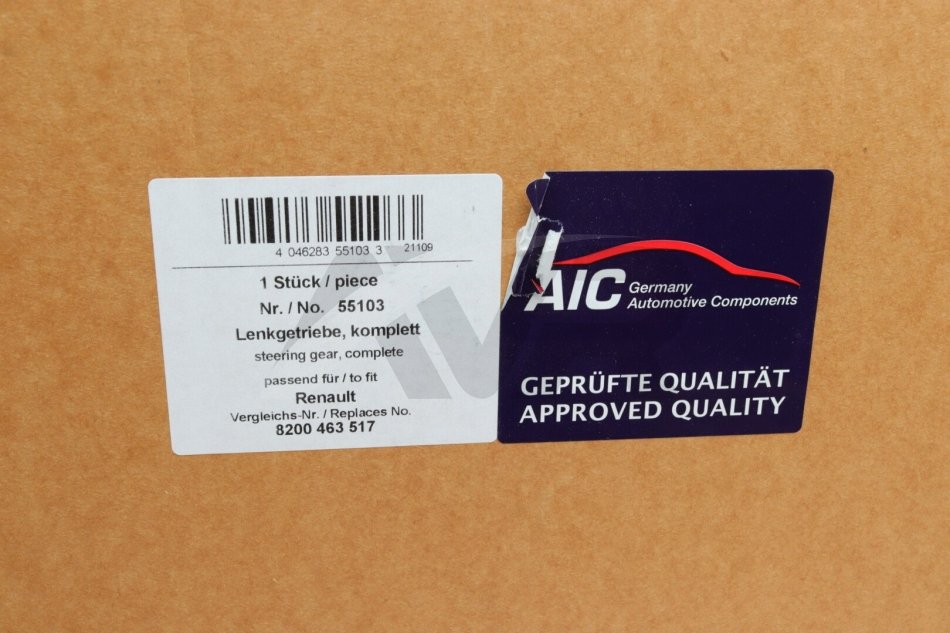 4 046283 55103 3 21109
1 Stück / piece
Nr. / No. 55103
Lenkgetriebe, komplett
steering gear, complete
passend für / to fit
Renault
Vergleichs-Nr. / Replaces No.
8200 463 517
AIC Germany
Automotive Components
GEPRÜFTE QUALITÄT
APPROVED QUALITY